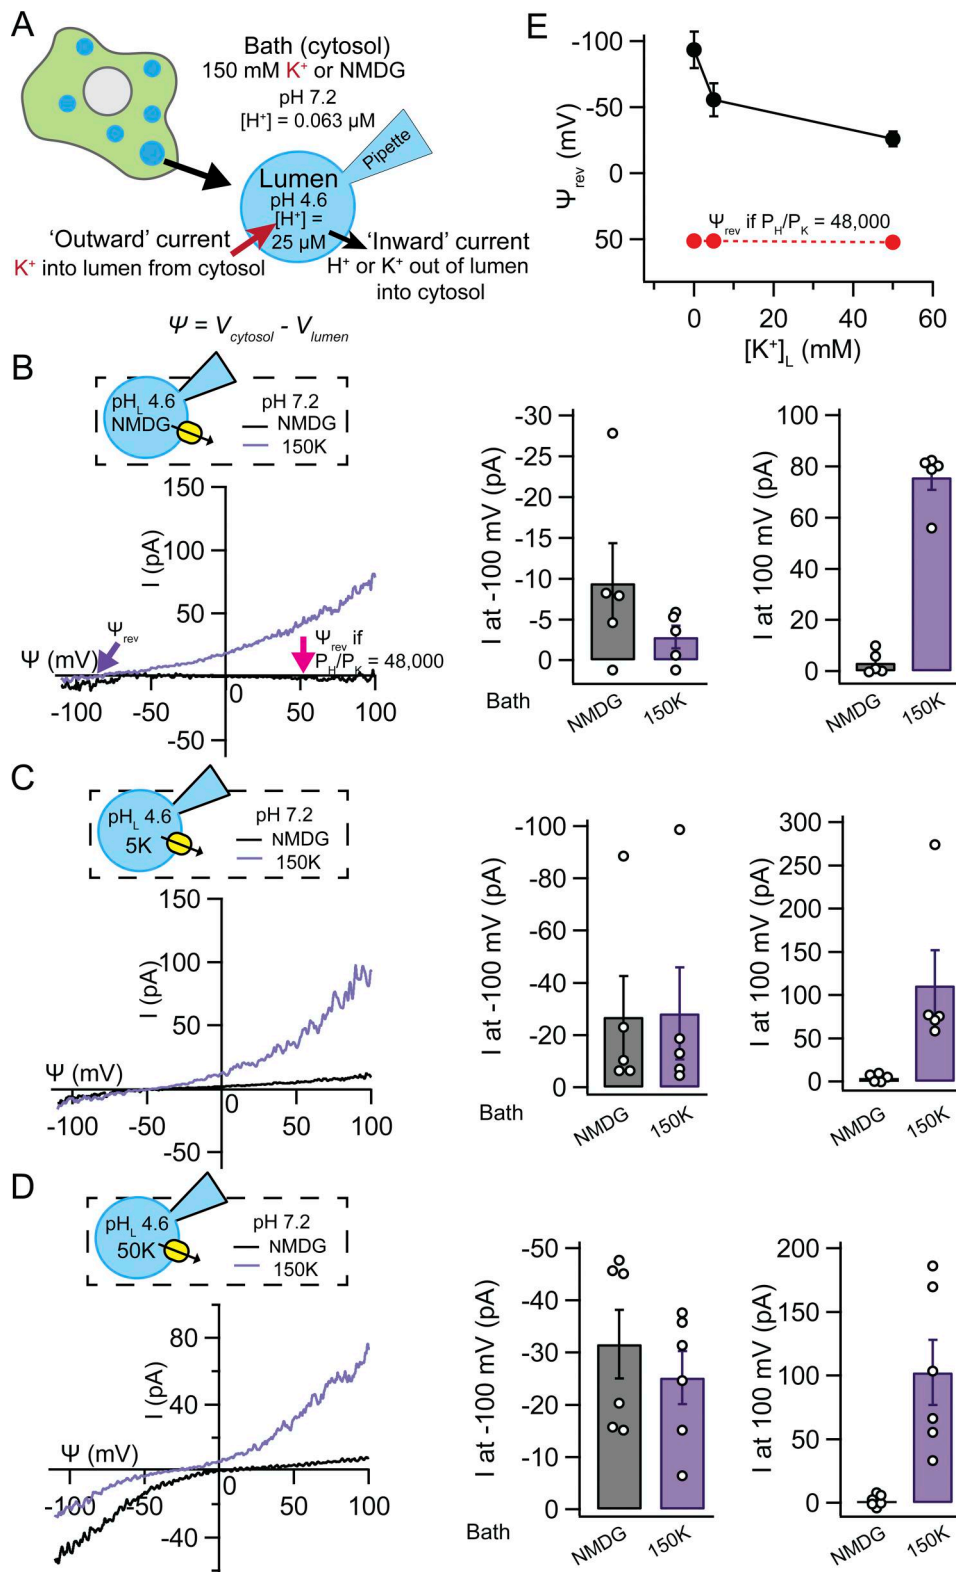 A
Bath (cytosol)
150 mM K⁺ or NMDG
pH 7.2
[H⁺] = 0.063 µM
Pipette
Lumen
pH 4.6
[H⁺] =
25 µM
'Outward' current
K⁺ into lumen from cytosol
'Inward' current
H⁺ or K⁺ out of lumen
into cytosol
Ψ = V_cytosol - V_lumen
E
-100
-50
0
50
Ψ_rev (mV)
Ψ_rev if P_H/P_K = 48,000
0 20 40 60
[K⁺]_L (mM)
B
pH_L 4.6
NMDG
pH 7.2
NMDG
150K
150
100
50
-50
I (pA)
Ψ_rev
Ψ (mV)
Ψ_rev if
P_H/P_K = 48,000
-100 -50 0 50 100
-30
-25
-20
-15
-10
-5
0
I at -100 mV (pA)
Bath
NMDG 150K
100
80
60
40
20
0
I at 100 mV (pA)
NMDG 150K
C
pH_L 4.6
5K
pH 7.2
NMDG
150K
150
100
50
-50
I (pA)
Ψ (mV)
-100 -50 0 50 100
-100
-80
-60
-40
-20
0
I at -100 mV (pA)
Bath
NMDG 150K
300
250
200
150
100
50
0
I at 100 mV (pA)
NMDG 150K
D
pH_L 4.6
50K
pH 7.2
NMDG
150K
80
40
-40
I (pA)
Ψ (mV)
-100 -50 0 50 100
-50
-40
-30
-20
-10
0
I at -100 mV (pA)
Bath
NMDG 150K
200
150
100
50
0
I at 100 mV (pA)
NMDG 150K